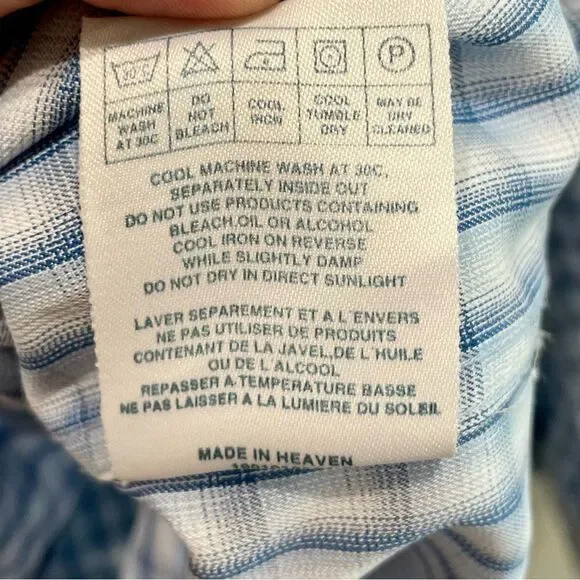 30°C
P
MACHINE WASH AT 30C
DO NOT BLEACH
COOL IRON
COOL TUMBLE DRY
MAY BE DRY CLEANED
COOL MACHINE WASH AT 30C,
SEPARATELY INSIDE OUT
DO NOT USE PRODUCTS CONTAINING
BLEACH,OIL OR ALCOHOL
COOL IRON ON REVERSE
WHILE SLIGHTLY DAMP
DO NOT DRY IN DIRECT SUNLIGHT
LAVER SEPAREMENT ET A L'ENVERS
NE PAS UTILISER DE PRODUITS
CONTENANT DE LA JAVEL,DE L'HUILE
OU DE L'ALCOOL
REPASSER A TEMPERATURE BASSE
NE PAS LAISSER A LA LUMIERE DU SOLEIL
MADE IN HEAVEN